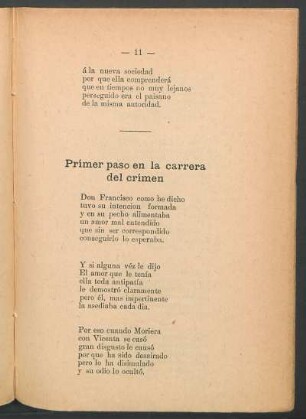 — 11 —
á la nueva sociedad
por que ella comprenderá
que en tiempos no muy lejanos
perseguido era el paisano
de la misma autoridad.
Primer paso en la carrera
del crimen
Don Francisco como he dicho
tuvo su intencion formada
y en su pecho alimentaba
un amor mal entendido
que sin ser correspondido
conseguirlo lo esperaba.
Y si alguna véz le dijo
El amor que le tenía
ella toda antipatía
le demostró claramente
pero él, mas impertinente
la asediaba cada dia.
Por eso cuando Moriera
con Vicenta se casó
gran disgusto le causó
por que ha sido desairado
pero lo ha disimulado
y su odio lo ocultó,